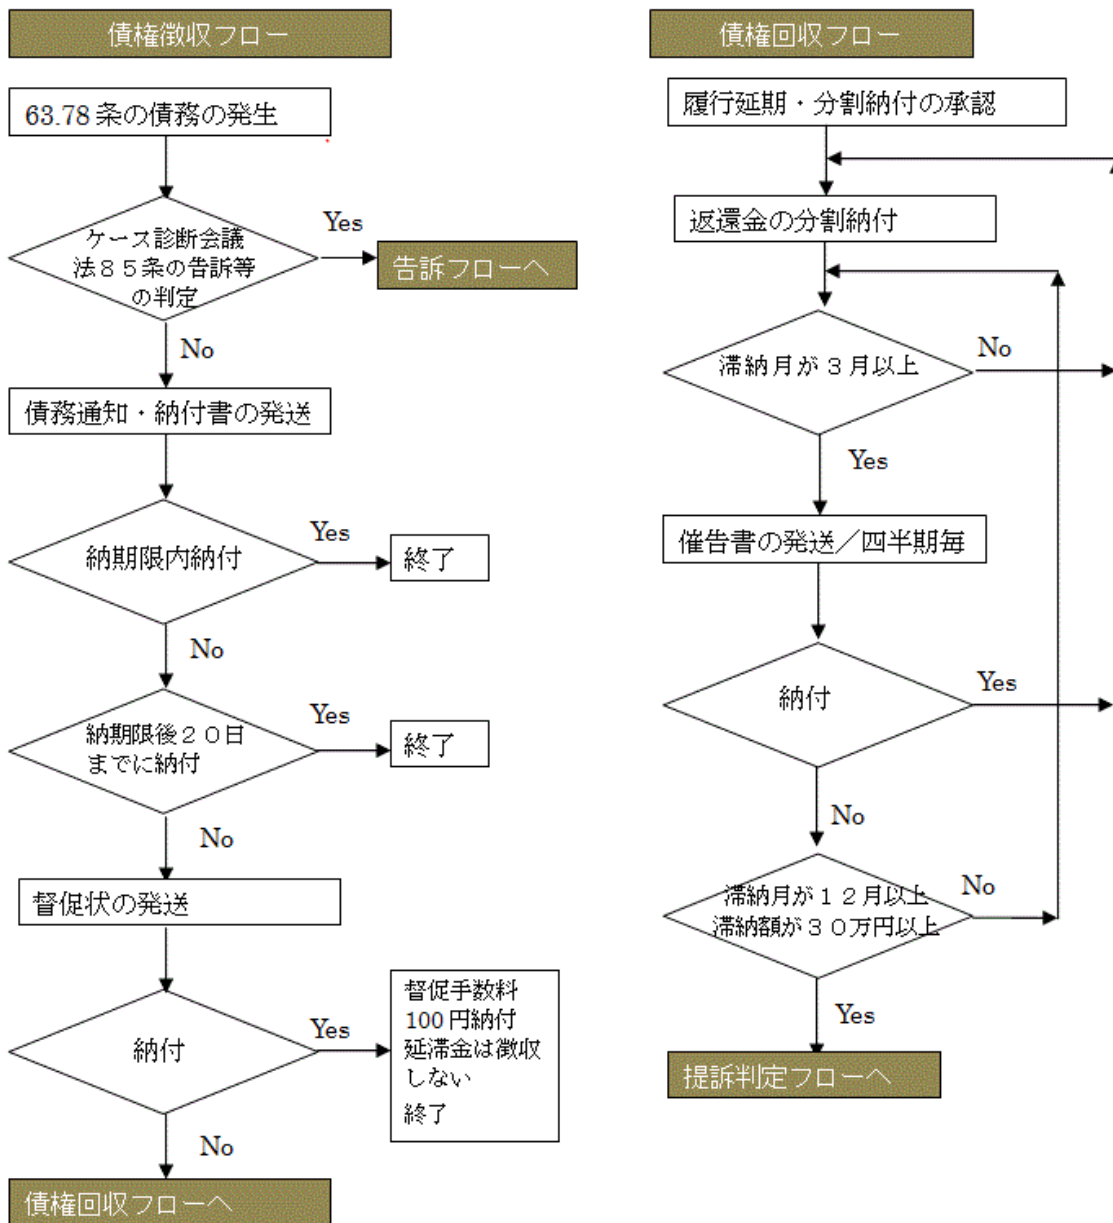 債権徴収フロー
63.78条の債務の発生
ケース診断会議
法８５条の告訴等
の判定
Yes
告訴フローへ
No
債務通知・納付書の発送
納期限内納付
Yes
終了
No
納期限後２０日
までに納付
Yes
終了
No
督促状の発送
納付
Yes
督促手数料
100円納付
延滞金は徴収
しない
終了
No
債権回収フローへ
債権回収フロー
履行延期・分割納付の承認
返還金の分割納付
滞納月が３月以上
No
Yes
催告書の発送／四半期毎
納付
Yes
No
滞納月が１２月以上
滞納額が３０万円以上
No
Yes
提訴判定フローへ